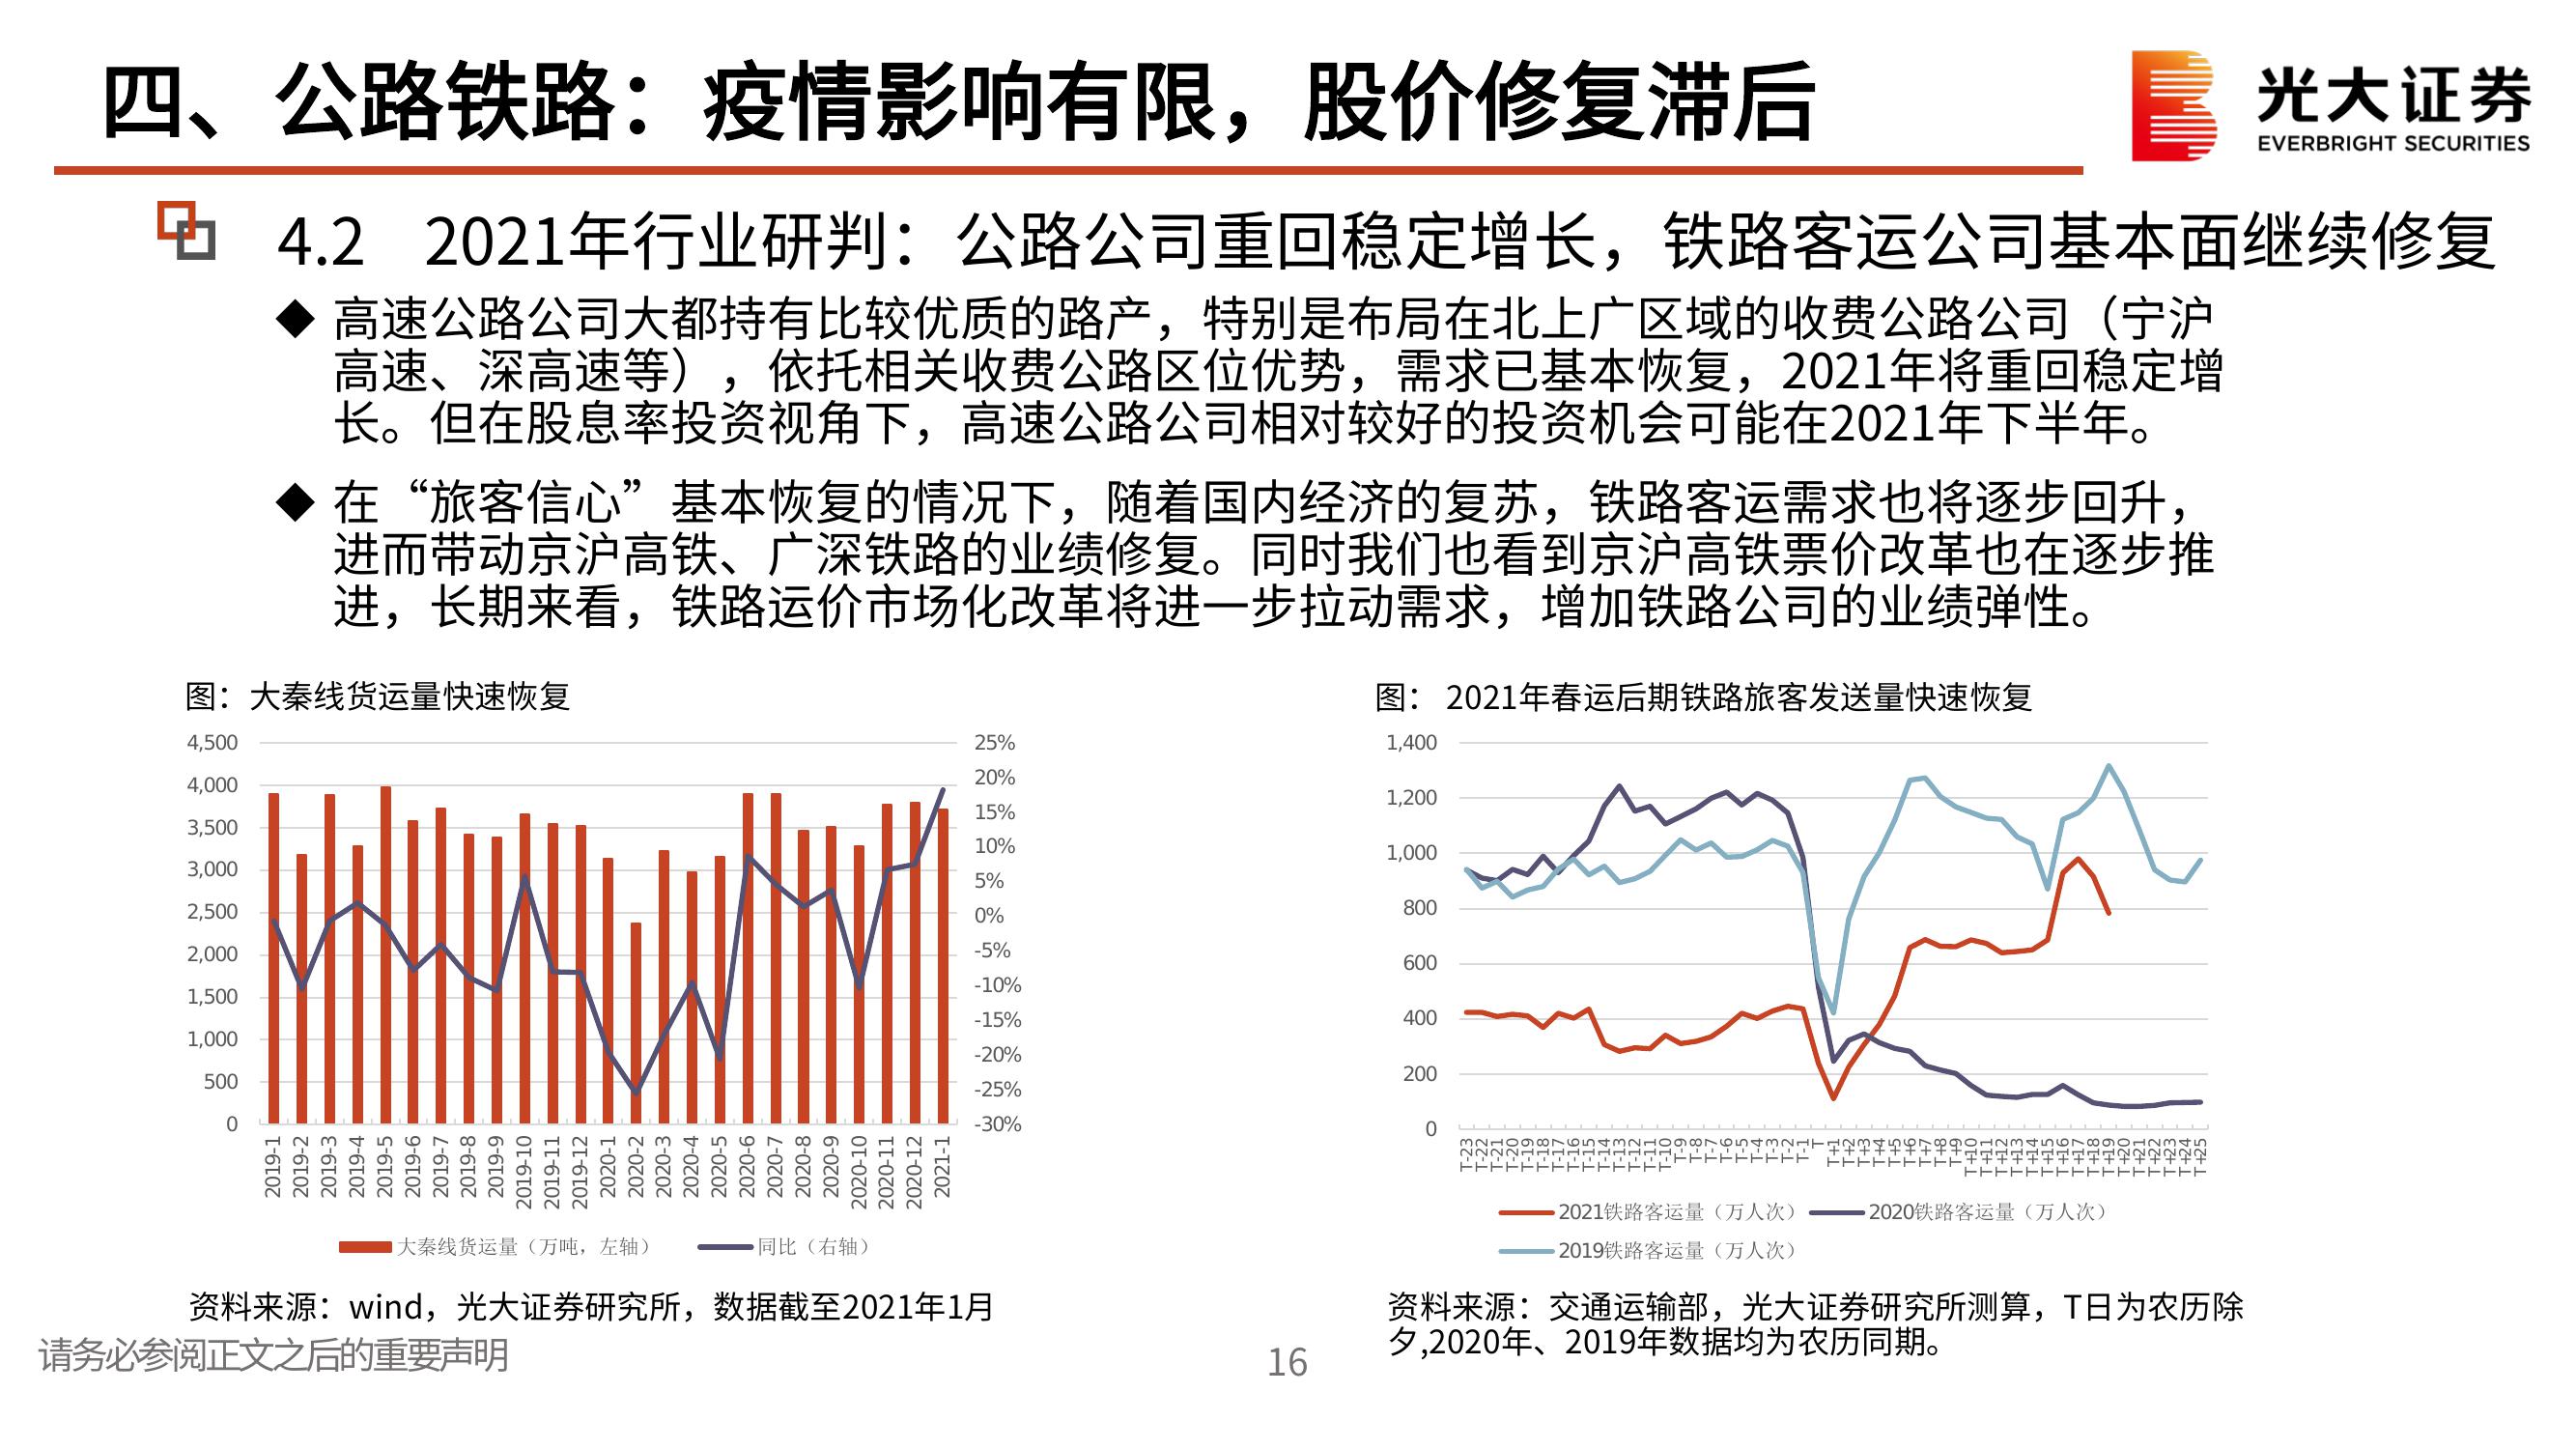 四、公路铁路：疫情影响有限，股价修复滞后
光大证券
EVERBRIGHT SECURITIES
4.2 2021年行业研判：公路公司重回稳定增长，铁路客运公司基本面继续修复
◆ 高速公路公司大都持有比较优质的路产，特别是布局在北上广区域的收费公路公司（宁沪
高速、深高速等），依托相关收费公路区位优势，需求已基本恢复，2021年将重回稳定增
长。但在股息率投资视角下，高速公路公司相对较好的投资机会可能在2021年下半年。
◆ 在“旅客信心”基本恢复的情况下，随着国内经济的复苏，铁路客运需求也将逐步回升，
进而带动京沪高铁、广深铁路的业绩修复。同时我们也看到京沪高铁票价改革也在逐步推
进，长期来看，铁路运价市场化改革将进一步拉动需求，增加铁路公司的业绩弹性。
图：大秦线货运量快速恢复
4,500
4,000
3,500
3,000
2,500
2,000
1,500
1,000
500
0
25%
20%
15%
10%
5%
0%
-5%
-10%
-15%
-20%
-25%
-30%
2019-1
2019-2
2019-3
2019-4
2019-5
2019-6
2019-7
2019-8
2019-9
2019-10
2019-11
2019-12
2020-1
2020-2
2020-3
2020-4
2020-5
2020-6
2020-7
2020-8
2020-9
2020-10
2020-11
2020-12
2021-1
大秦线货运量（万吨，左轴）
同比（右轴）
资料来源：wind，光大证券研究所，数据截至2021年1月
图： 2021年春运后期铁路旅客发送量快速恢复
1,400
1,200
1,000
800
600
400
200
0
T-23
T-22
T-21
T-20
T-19
T-18
T-17
T-16
T-15
T-14
T-13
T-12
T-11
T-10
T-9
T-8
T-7
T-6
T-5
T-4
T-3
T-2
T-1
T
T+1
T+2
T+3
T+4
T+5
T+6
T+7
T+8
T+9
T+10
T+11
T+12
T+13
T+14
T+15
T+16
T+17
T+18
T+19
T+20
T+21
T+22
T+23
T+24
T+25
2021铁路客运量（万人次）
2020铁路客运量（万人次）
2019铁路客运量（万人次）
资料来源：交通运输部，光大证券研究所测算，T日为农历除
夕,2020年、2019年数据均为农历同期。
请务必参阅正文之后的重要声明
16